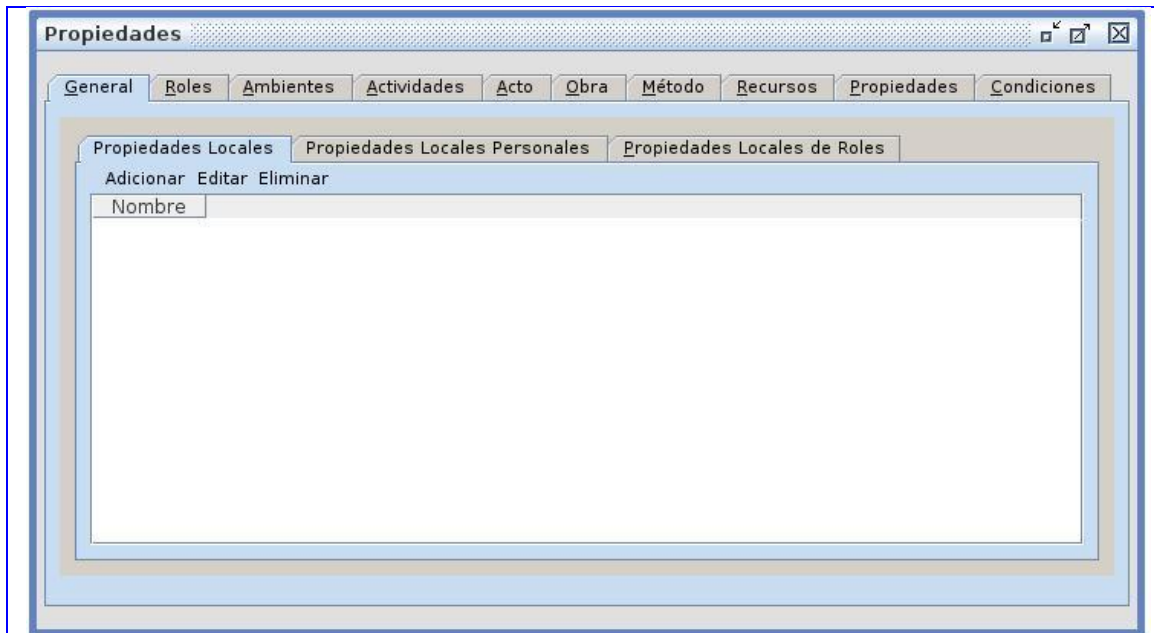 Propiedades
General Roles Ambientes Actividades Acto Obra Método Recursos Propiedades Condiciones
Propiedades Locales Propiedades Locales Personales Propiedades Locales de Roles
Adicionar Editar Eliminar
Nombre